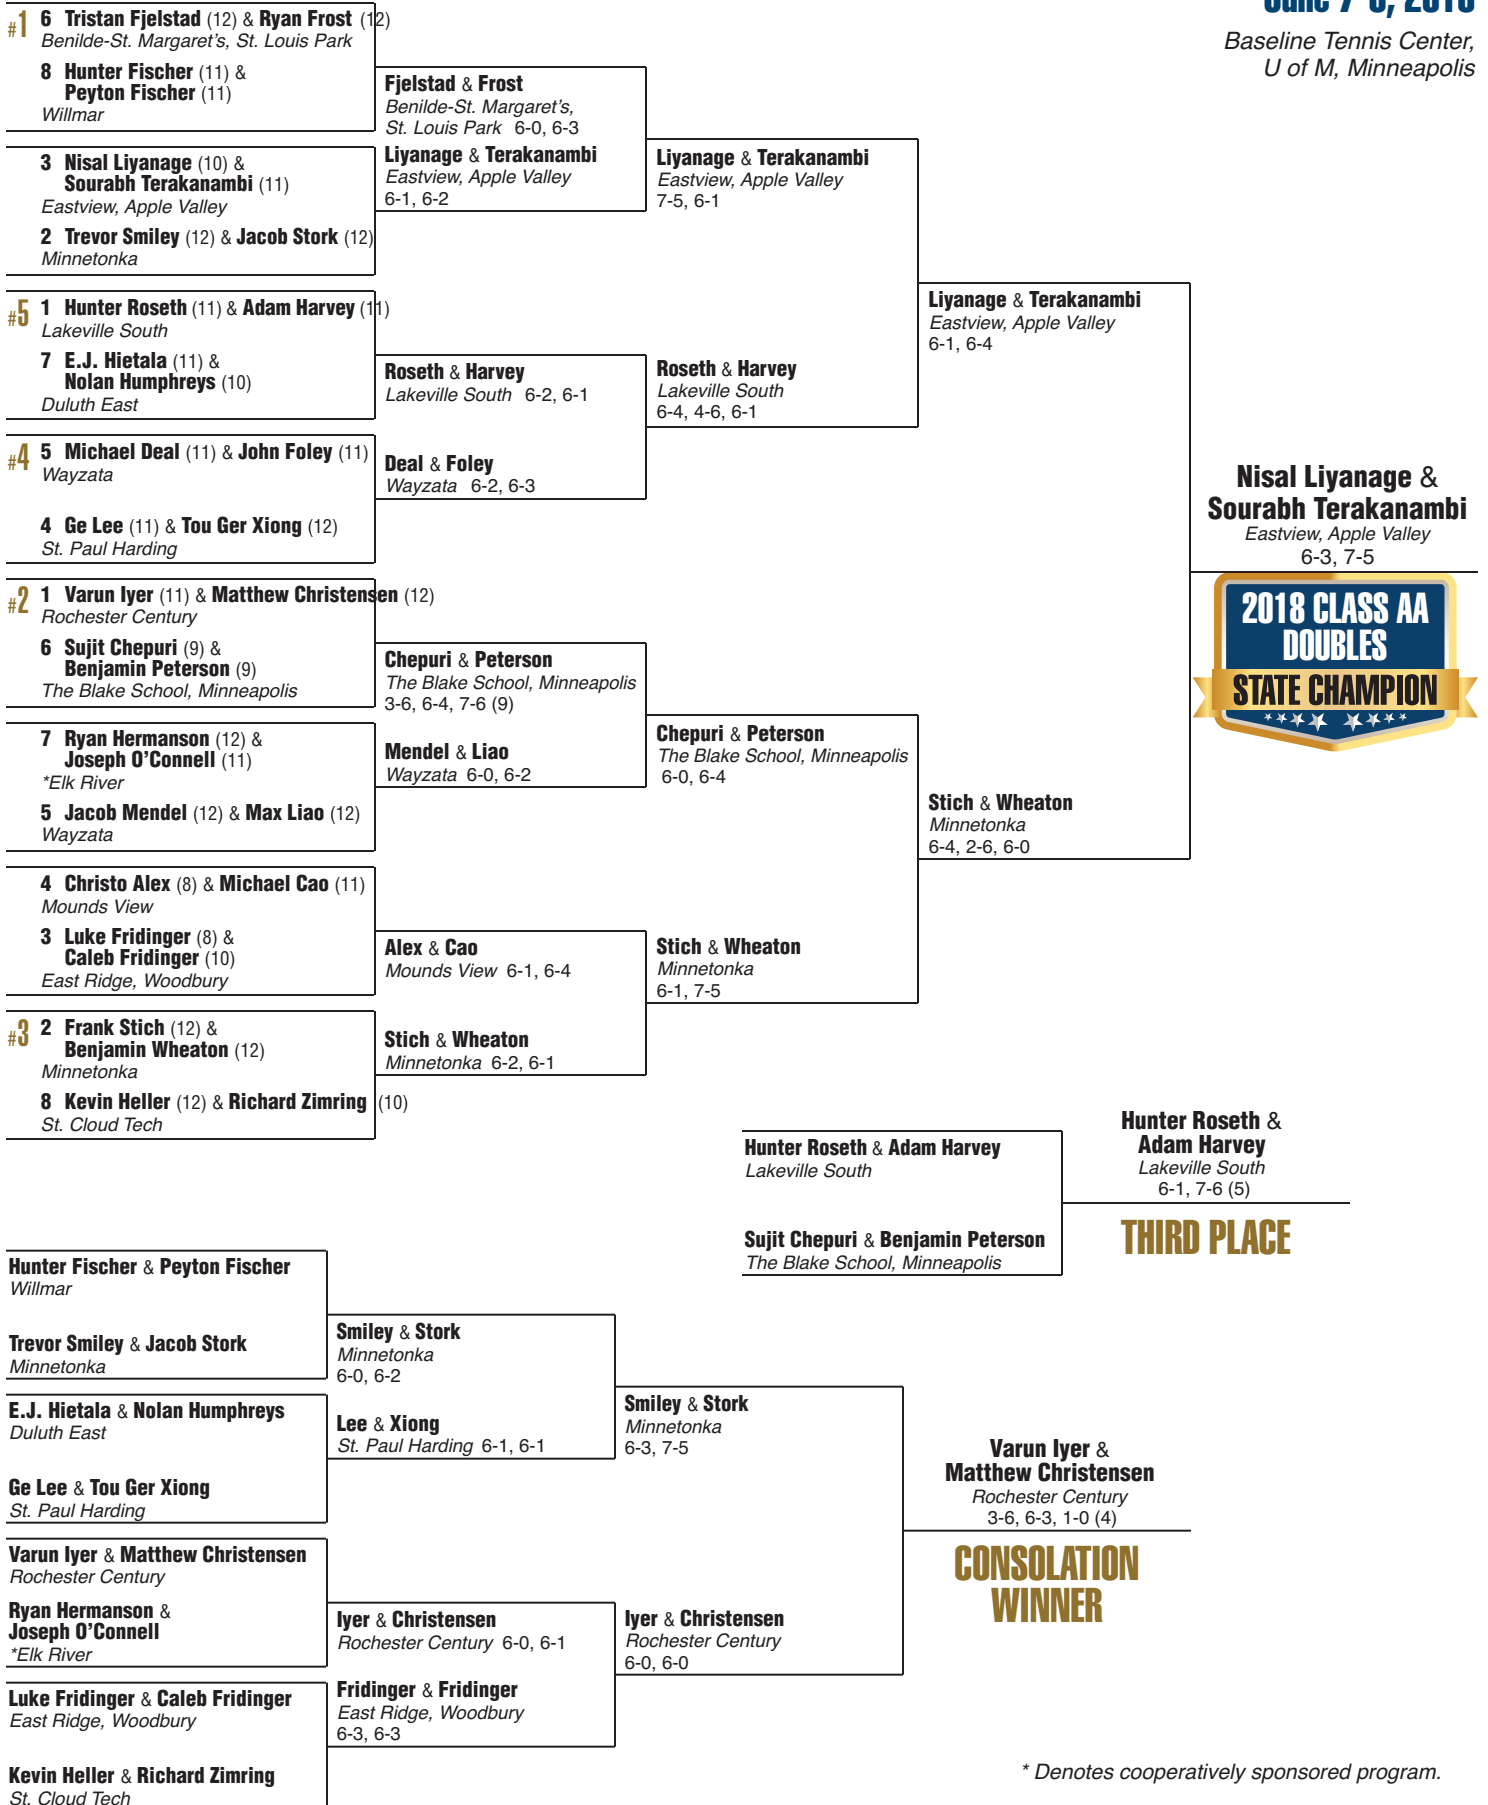 June 7-8, 2018
Baseline Tennis Center,
U of M, Minneapolis
#1 6 Tristan Fjelstad (12) & Ryan Frost (12)
Benilde-St. Margaret's, St. Louis Park
8 Hunter Fischer (11) &
Peyton Fischer (11)
Willmar
3 Nisal Liyanage (10) &
Sourabh Terakanambi (11)
Eastview, Apple Valley
2 Trevor Smiley (12) & Jacob Stork (12)
Minnetonka
#5 1 Hunter Roseth (11) & Adam Harvey (11)
Lakeville South
7 E.J. Hietala (11) &
Nolan Humphreys (10)
Duluth East
#4 5 Michael Deal (11) & John Foley (11)
Wayzata
4 Ge Lee (11) & Tou Ger Xiong (12)
St. Paul Harding
#2 1 Varun Iyer (11) & Matthew Christensen (12)
Rochester Century
6 Sujit Chepuri (9) &
Benjamin Peterson (9)
The Blake School, Minneapolis
7 Ryan Hermanson (12) &
Joseph O'Connell (11)
*Elk River
5 Jacob Mendel (12) & Max Liao (12)
Wayzata
4 Christo Alex (8) & Michael Cao (11)
Mounds View
3 Luke Fridinger (8) &
Caleb Fridinger (10)
East Ridge, Woodbury
#3 2 Frank Stich (12) &
Benjamin Wheaton (12)
Minnetonka
8 Kevin Heller (12) & Richard Zimring (10)
St. Cloud Tech
Fjelstad & Frost
Benilde-St. Margaret's,
St. Louis Park 6-0, 6-3
Liyanage & Terakanambi
Eastview, Apple Valley
6-1, 6-2
Roseth & Harvey
Lakeville South 6-2, 6-1
Deal & Foley
Wayzata 6-2, 6-3
Chepuri & Peterson
The Blake School, Minneapolis
3-6, 6-4, 7-6 (9)
Mendel & Liao
Wayzata 6-0, 6-2
Alex & Cao
Mounds View 6-1, 6-4
Stich & Wheaton
Minnetonka 6-2, 6-1
Liyanage & Terakanambi
Eastview, Apple Valley
7-5, 6-1
Roseth & Harvey
Lakeville South
6-4, 4-6, 6-1
Chepuri & Peterson
The Blake School, Minneapolis
6-0, 6-4
Stich & Wheaton
Minnetonka
6-1, 7-5
Liyanage & Terakanambi
Eastview, Apple Valley
6-1, 6-4
Stich & Wheaton
Minnetonka
6-4, 2-6, 6-0
Nisal Liyanage &
Sourabh Terakanambi
Eastview, Apple Valley
6-3, 7-5
2018 CLASS AA
DOUBLES
STATE CHAMPION
Hunter Roseth & Adam Harvey
Lakeville South
Sujit Chepuri & Benjamin Peterson
The Blake School, Minneapolis
Hunter Roseth &
Adam Harvey
Lakeville South
6-1, 7-6 (5)
THIRD PLACE
Hunter Fischer & Peyton Fischer
Willmar
Trevor Smiley & Jacob Stork
Minnetonka
E.J. Hietala & Nolan Humphreys
Duluth East
Ge Lee & Tou Ger Xiong
St. Paul Harding
Varun Iyer & Matthew Christensen
Rochester Century
Ryan Hermanson &
Joseph O'Connell
*Elk River
Luke Fridinger & Caleb Fridinger
East Ridge, Woodbury
Kevin Heller & Richard Zimring
St. Cloud Tech
Smiley & Stork
Minnetonka
6-0, 6-2
Lee & Xiong
St. Paul Harding 6-1, 6-1
Iyer & Christensen
Rochester Century 6-0, 6-1
Fridinger & Fridinger
East Ridge, Woodbury
6-3, 6-3
Smiley & Stork
Minnetonka
6-3, 7-5
Iyer & Christensen
Rochester Century
6-0, 6-0
Varun Iyer &
Matthew Christensen
Rochester Century
3-6, 6-3, 1-0 (4)
CONSOLATION
WINNER
* Denotes cooperatively sponsored program.